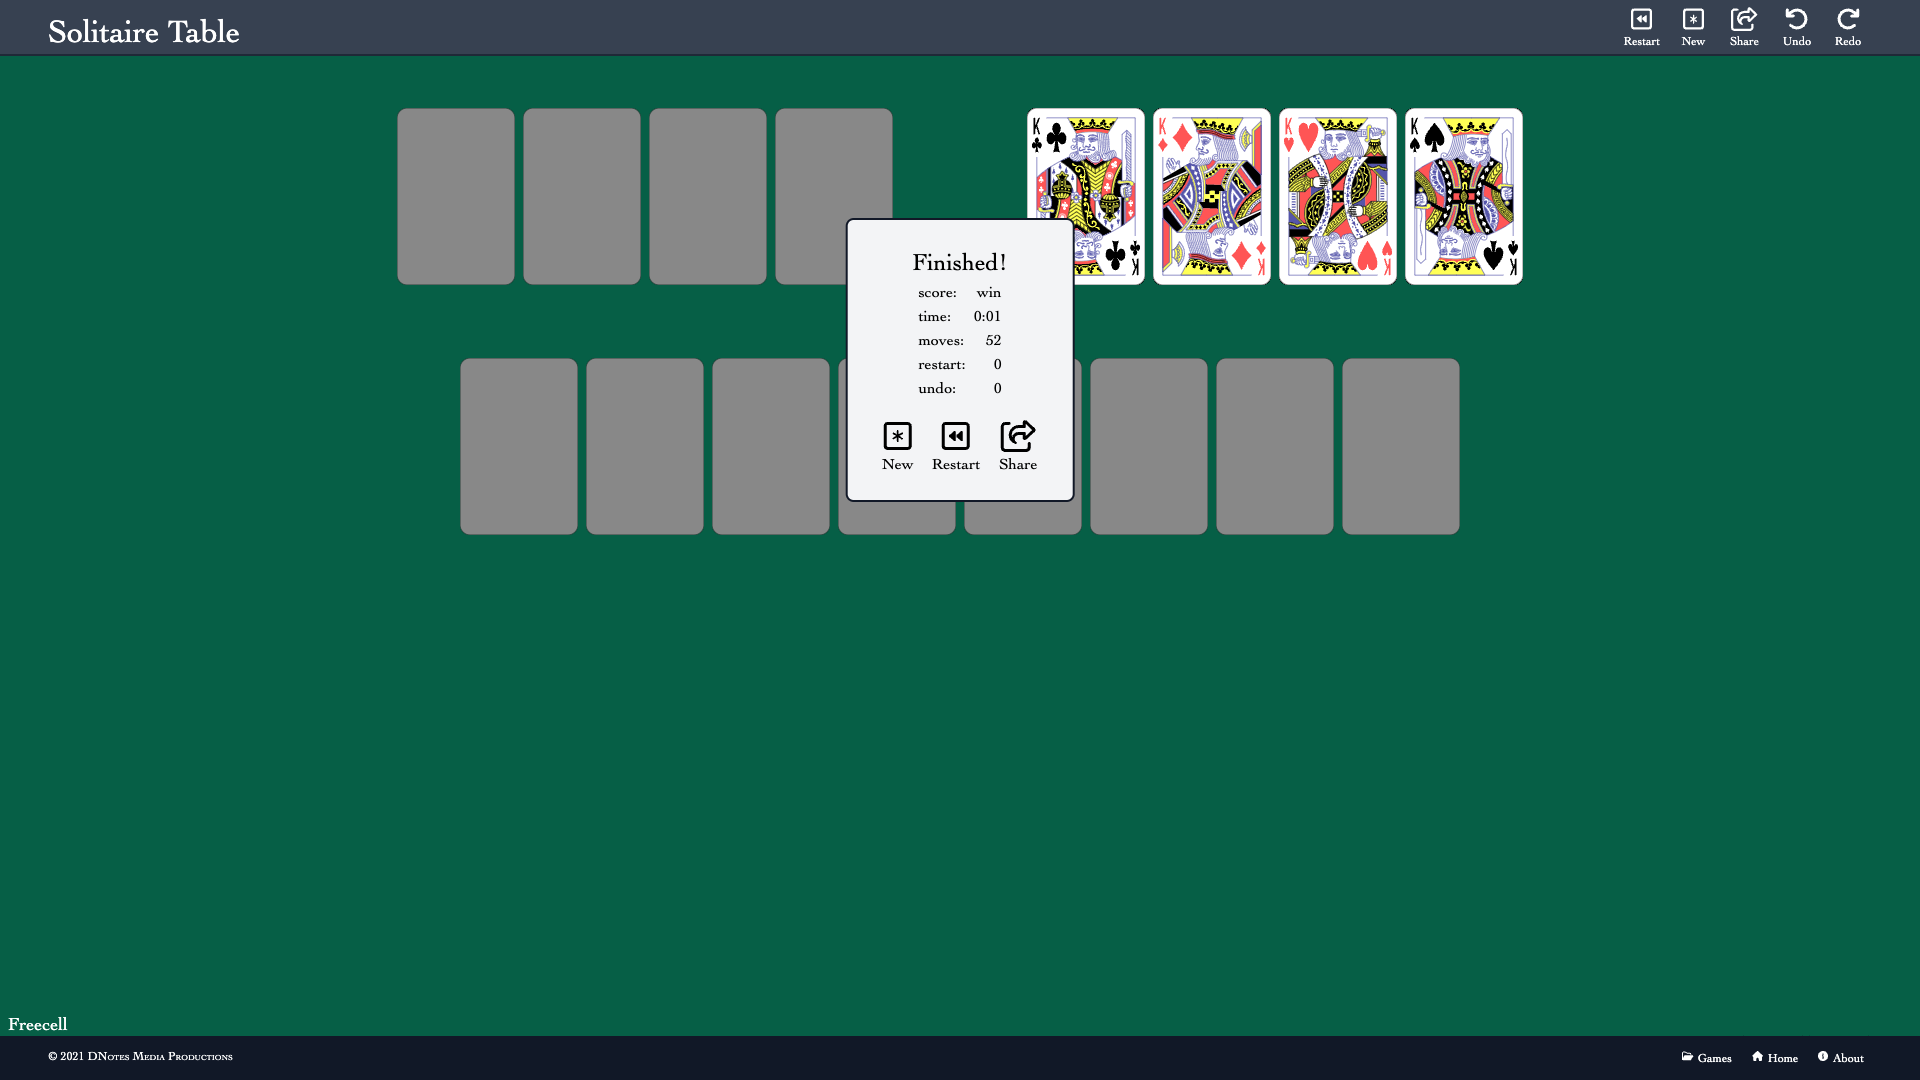 Solitaire Table
Restart New Share Undo Redo
K K K K
Finished!
score: win
time: 0:01
moves: 52
restart: 0
undo: 0
K K K K
New Restart Share
Freecell
© 2021 DNotes Media Productions
Games Home About